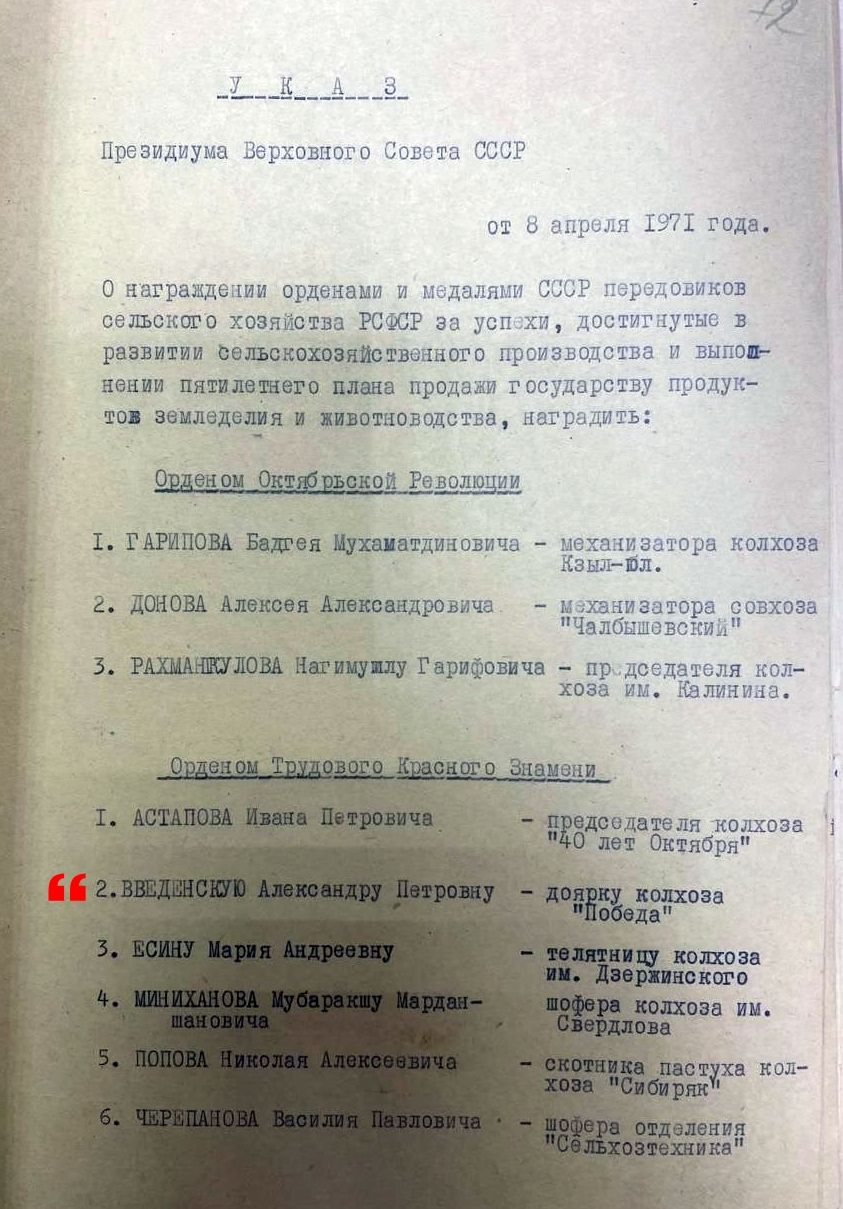 72
У К А З
Президиума Верховного Совета СССР
от 8 апреля 1971 года.
О награждении орденами и медалями СССР передовиков
сельского хозяйства РСФСР за успехи, достигнутые в
развитии сельскохозяйственного производства и выпол-
нении пятилетнего плана продажи государству продук-
тов земледелия и животноводства, наградить:
Орденом Октябрьской Революции
1. ГАРИПОВА Бадгея Мухаматдиновича - механизатора колхоза
Кзыл-Юл.
2. ДОНОВА Алексея Александровича - механизатора совхоза
"Чалбышевский"
3. РАХМАНКУЛОВА Нагимушлу Гарифовича - председателя кол-
хоза им. Калинина.
Орденом Трудового Красного Знамени
1. АСТАПОВА Ивана Петровича - председателя колхоза
"40 лет Октября"
2.ВВЕДЕНСКУЮ Александру Петровну - доярку колхоза
"Победа"
3. ЕСИНУ Мария Андреевну - телятницу колхоза
им. Дзержинского
4. МИНИХАНОВА Мубаракшу Мардан- шофера колхоза им.
шановича Свердлова
5. ПОПОВА Николая Алексеевича - скотника пастуха кол-
хоза "Сибиряк"
6. ЧЕРЕПАНОВА Василия Павловича - шофера отделения
"Сельхозтехника"